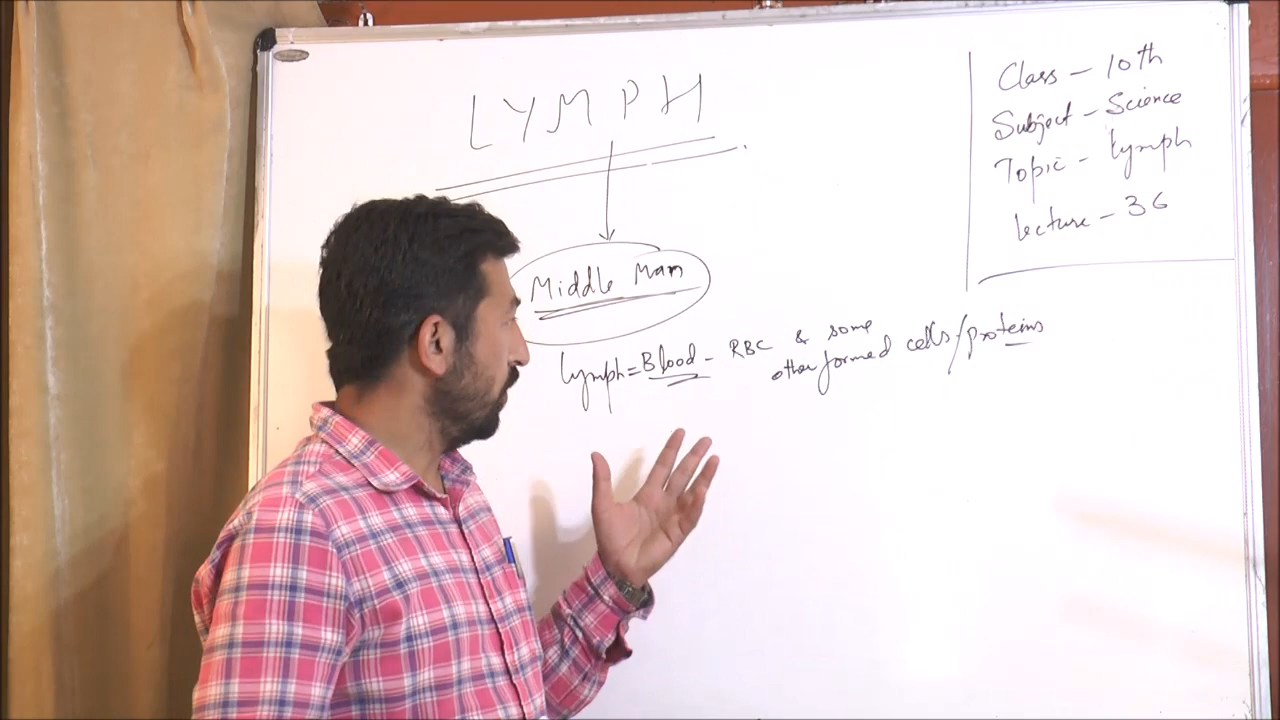 LYMPH
Middle Man
Lymph = Blood - RBC & some
other formed cells/proteins
Class - 10th
Subject - Science
Topic - Lymph
Lecture - 36